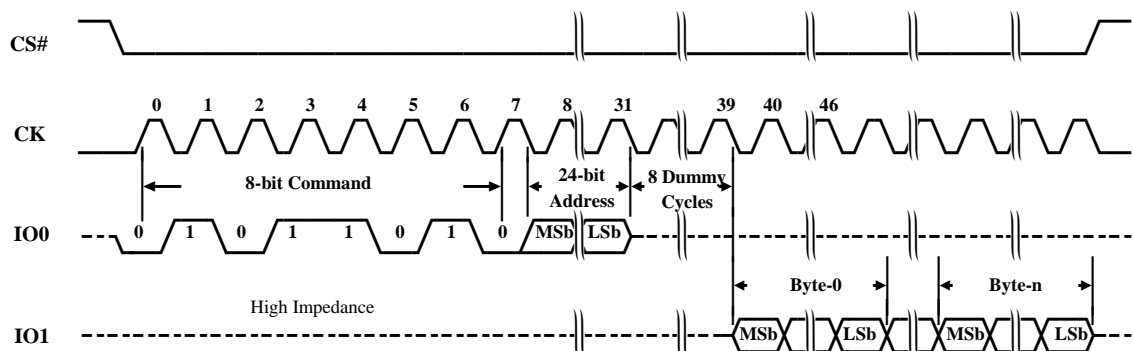 CS#
CK
0 1 2 3 4 5 6 7 8 31 39 40 46
8-bit Command
24-bit Address
8 Dummy Cycles
IO0
0 1 0 1 1 0 1 0 MSb LSb
Byte-0
Byte-n
High Impedance
IO1
MSb LSb MSb LSb